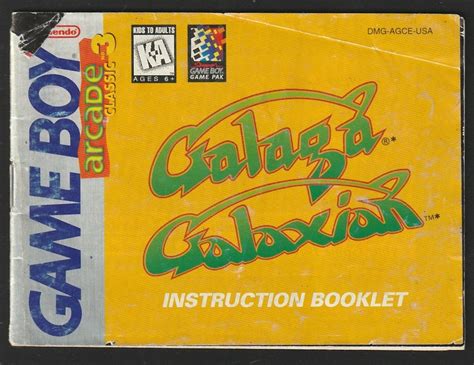 Nintendo
GAME BOY
arcade
CLASSIC 3
KIDS TO ADULTS
K-A
AGES 6+
GAME BOY
GAME PAK
DMG-AGCE-USA
Galaga®*
Galaxian™*
INSTRUCTION BOOKLET